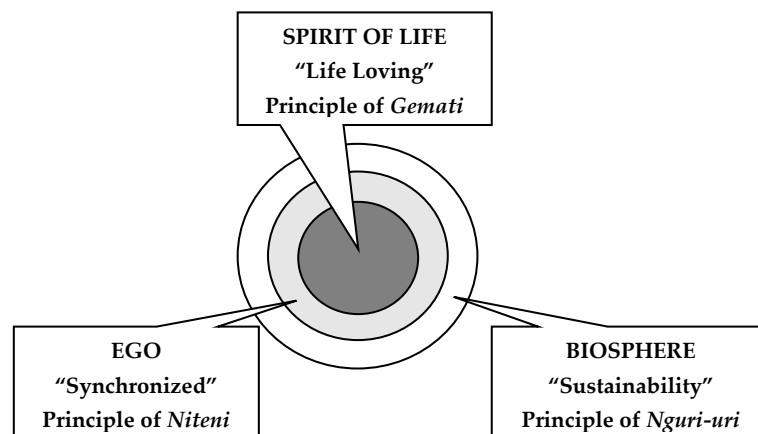 SPIRIT OF LIFE
“Life Loving”
Principle of Gemati
EGO
“Synchronized”
Principle of Niteni
BIOSPHERE
“Sustainability”
Principle of Nguri-uri